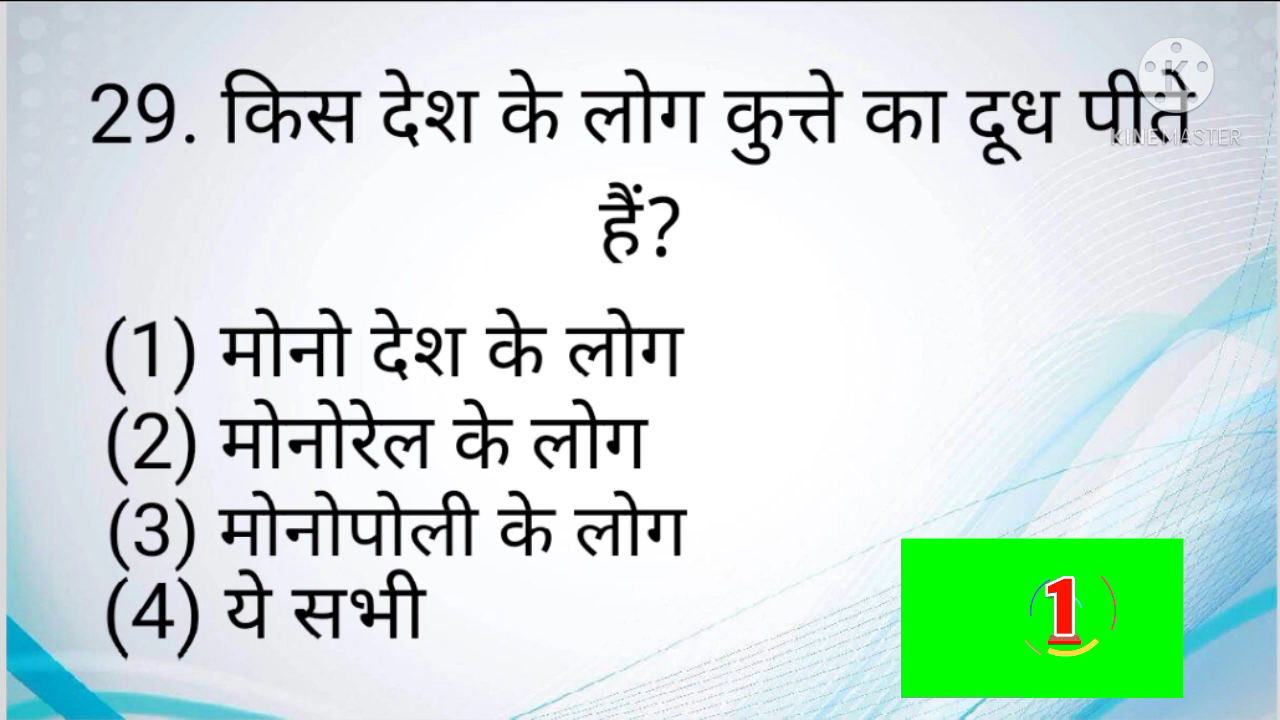 29. किस देश के लोग कुत्ते का दूध पीते
हैं?
(1) मोनो देश के लोग
(2) मोनोरेल के लोग
(3) मोनोपोली के लोग
(4) ये सभी
K
KINEMASTER
1